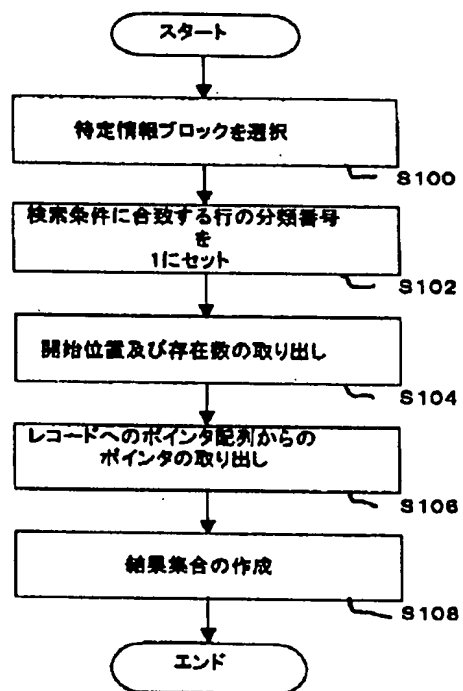 スタート
特定情報ブロックを選択
S100
検索条件に合致する行の分類番号
を
1にセット
S102
開始位置及び存在数の取り出し
S104
レコードへのポインタ配列からの
ポインタの取り出し
S106
結果集合の作成
S108
エンド